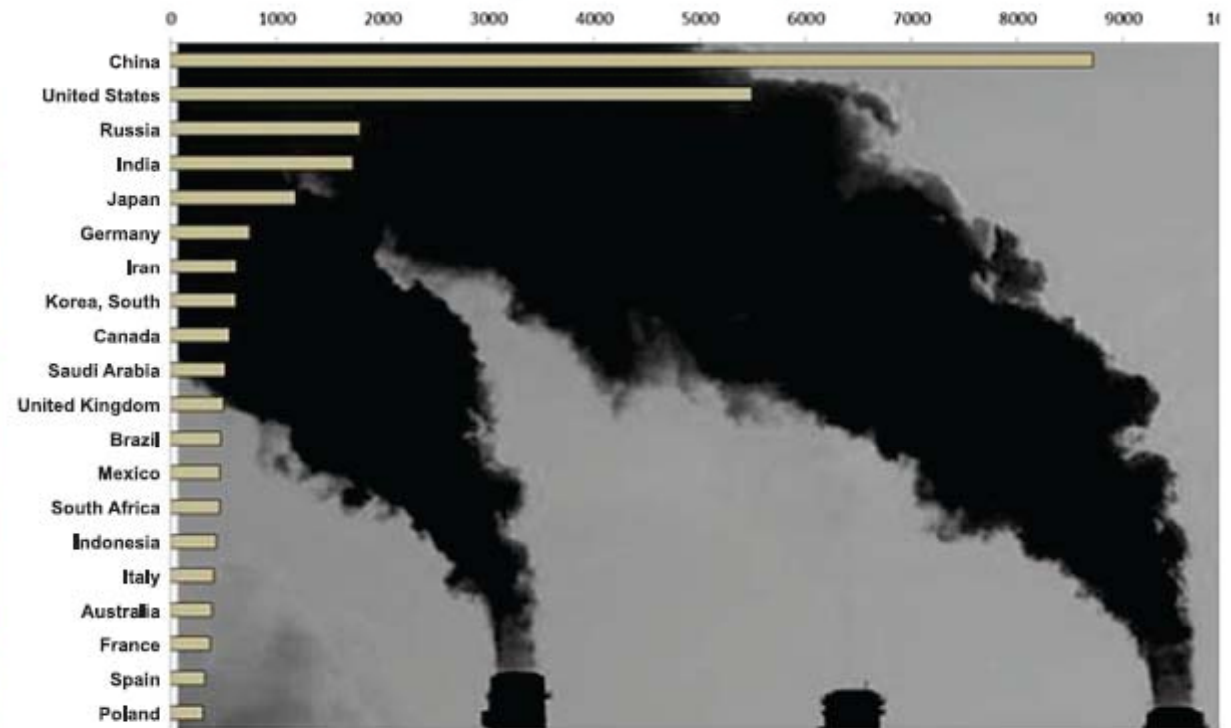 0 1000 2000 3000 4000 5000 6000 7000 8000 9000 10
China
United States
Russia
India
Japan
Germany
Iran
Korea, South
Canada
Saudi Arabia
United Kingdom
Brazil
Mexico
South Africa
Indonesia
Italy
Australia
France
Spain
Poland